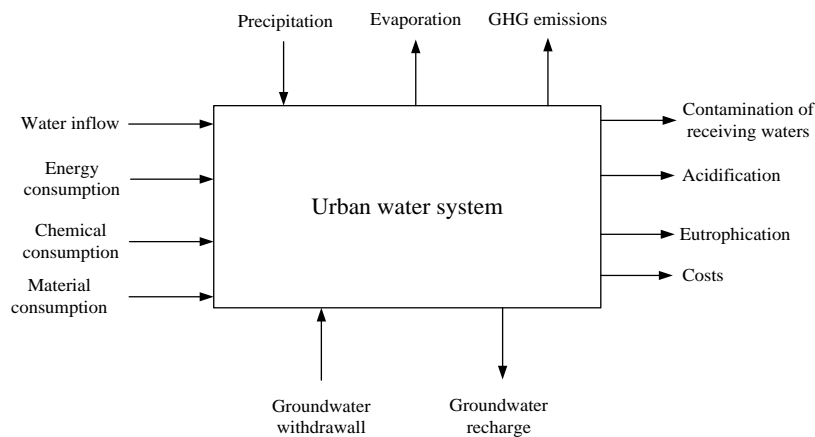 Precipitation
Evaporation
GHG emissions
Water inflow
Energy
consumption
Chemical
consumption
Material
consumption
Urban water system
Contamination of
receiving waters
Acidification
Eutrophication
Costs
Groundwater
withdrawall
Groundwater
recharge